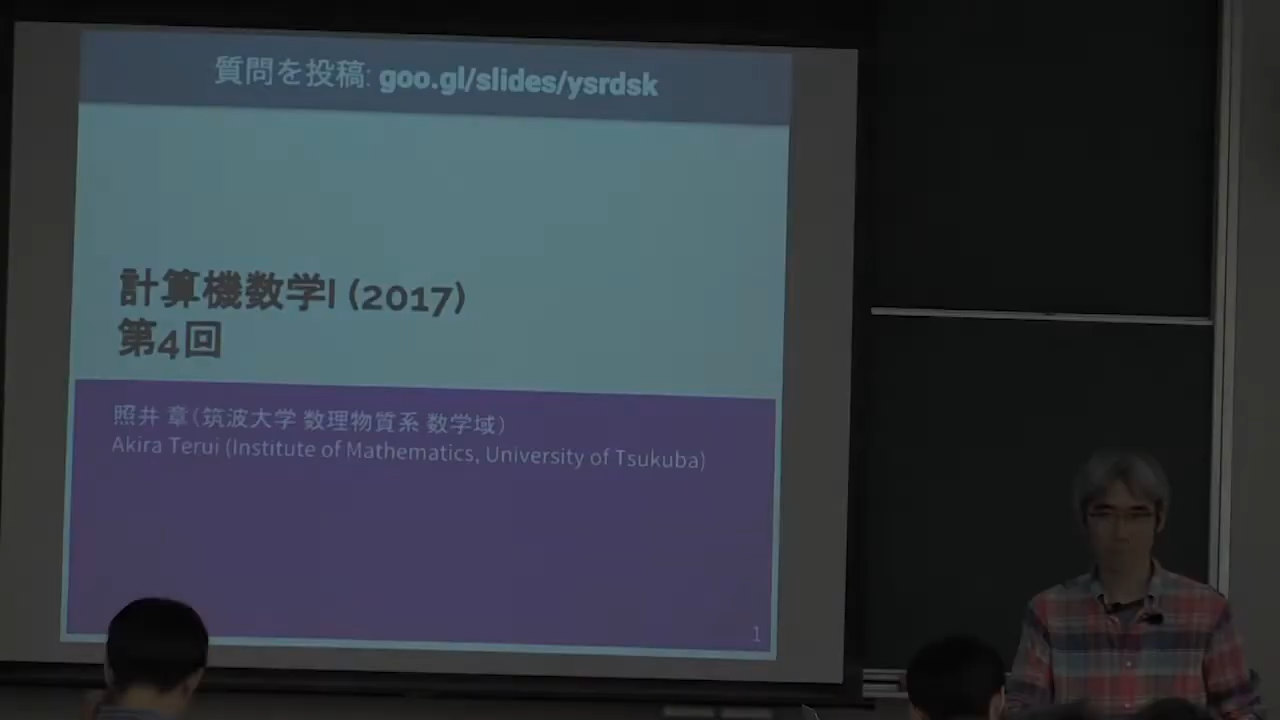 質問を投稿: goo.gl/slides/ysrdsk
計算機数学I (2017)
第4回
照井 章（筑波大学 数理物質系 数学域）
Akira Terui (Institute of Mathematics, University of Tsukuba)
1